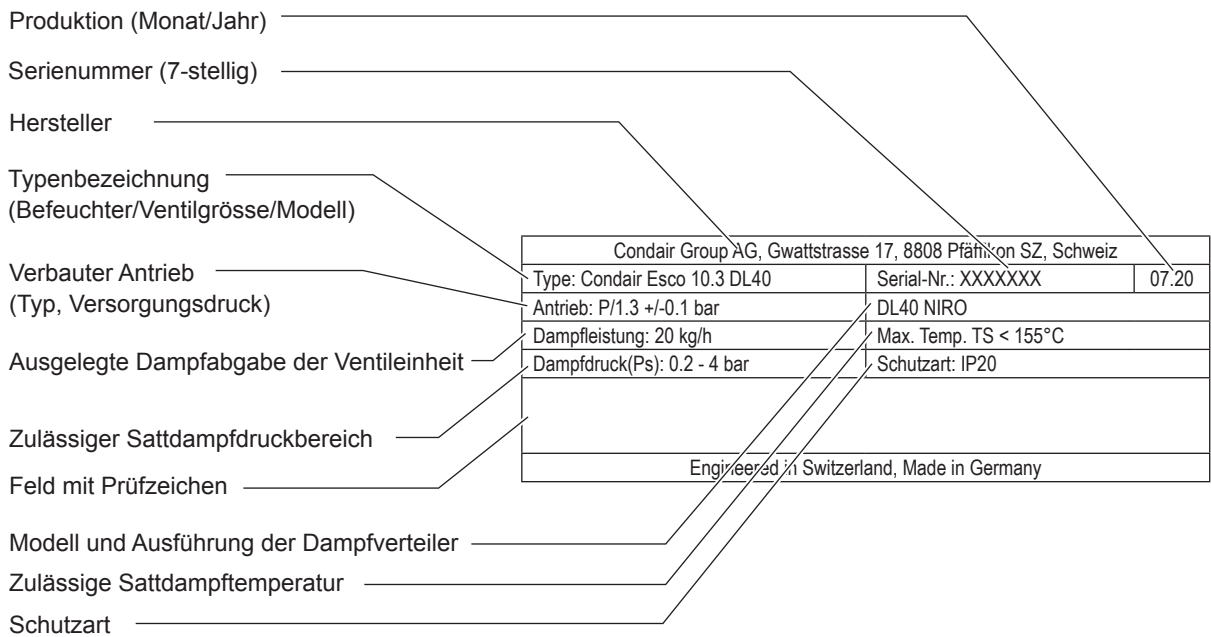 Produktion (Monat/Jahr)
Serienummer (7-stellig)
Hersteller
Typenbezeichnung
(Befeuchter/Ventilgrösse/Modell)
Verbauter Antrieb
(Typ, Versorgungsdruck)
Ausgelegte Dampfabgabe der Ventileinheit
Zulässiger Sattdampfdruckbereich
Feld mit Prüfzeichen
Modell und Ausführung der Dampfverteiler
Zulässige Sattdampftemperatur
Schutzart
Condair Group AG, Gwattstrasse 17, 8808 Pfäffikon SZ, Schweiz
Type: Condair Esco 10.3 DL40 Serial-Nr.: XXXXXXX 07.20
Antrieb: P/1.3 +/-0.1 bar DL40 NIRO
Dampfleistung: 20 kg/h Max. Temp. TS < 155°C
Dampfdruck(Ps): 0.2 - 4 bar Schutzart: IP20
Engineered in Switzerland, Made in Germany